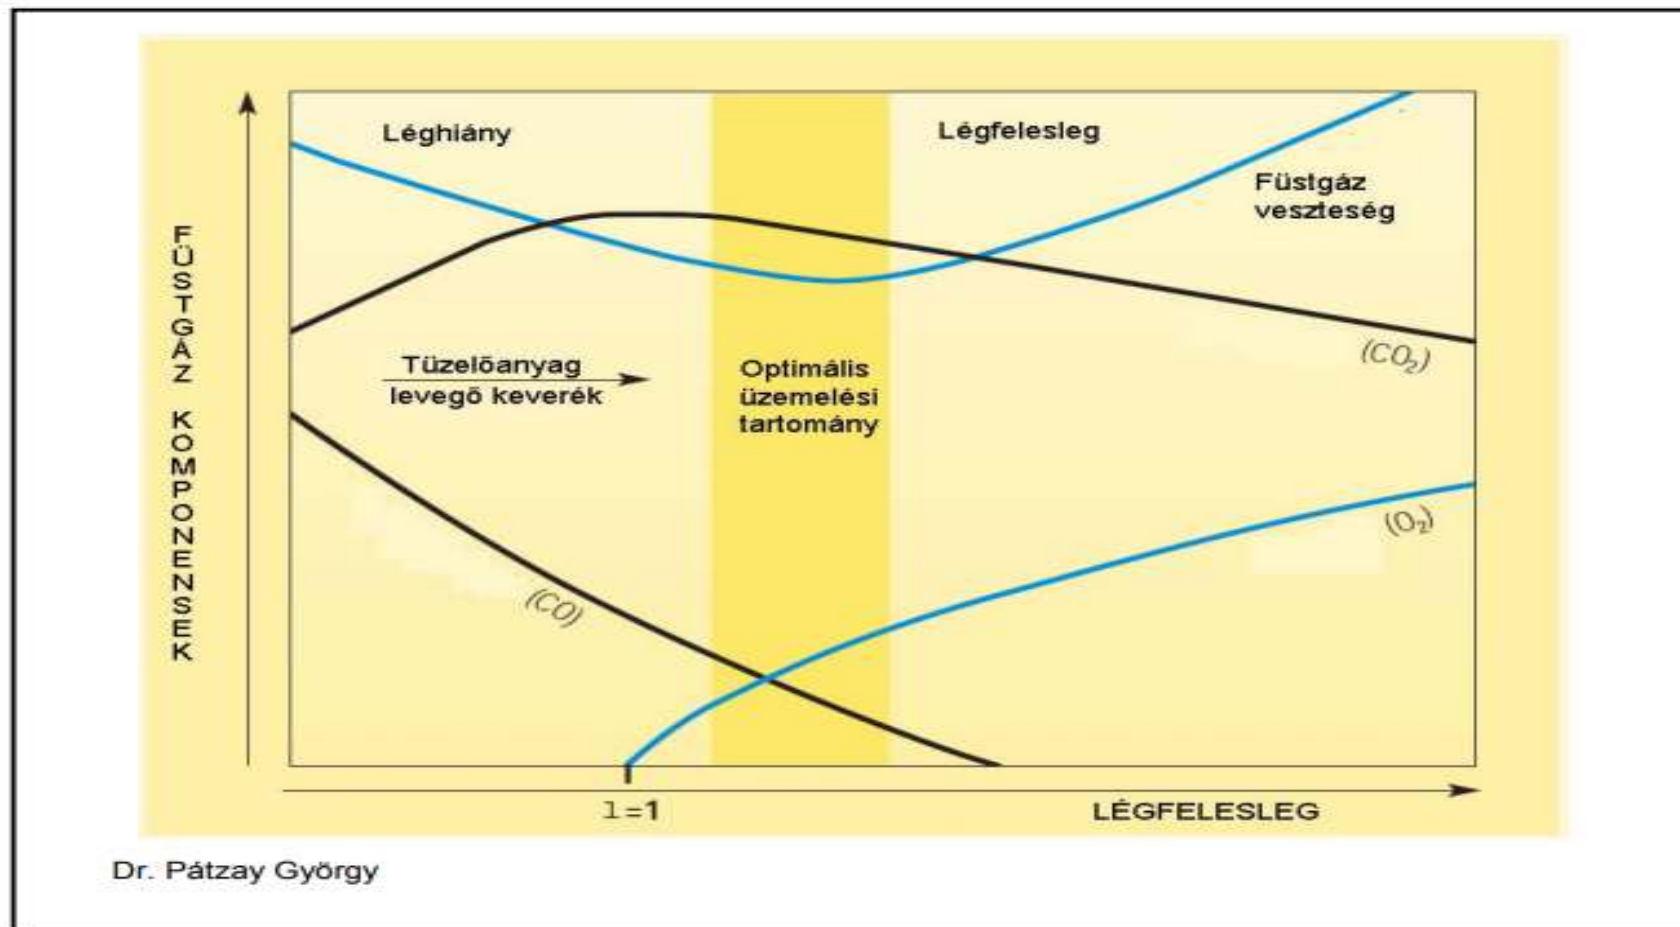 Léghiány
Légfelesleg
Füstgáz
veszteség
FÜSTGÁZ KOMPONENSEK
Tüzelőanyag
levegő keverék
Optimális
üzemelési
tartomány
(CO₂)
(O₂)
(CO)
l=1
LÉGFELESLEG
Dr. Pátzay György